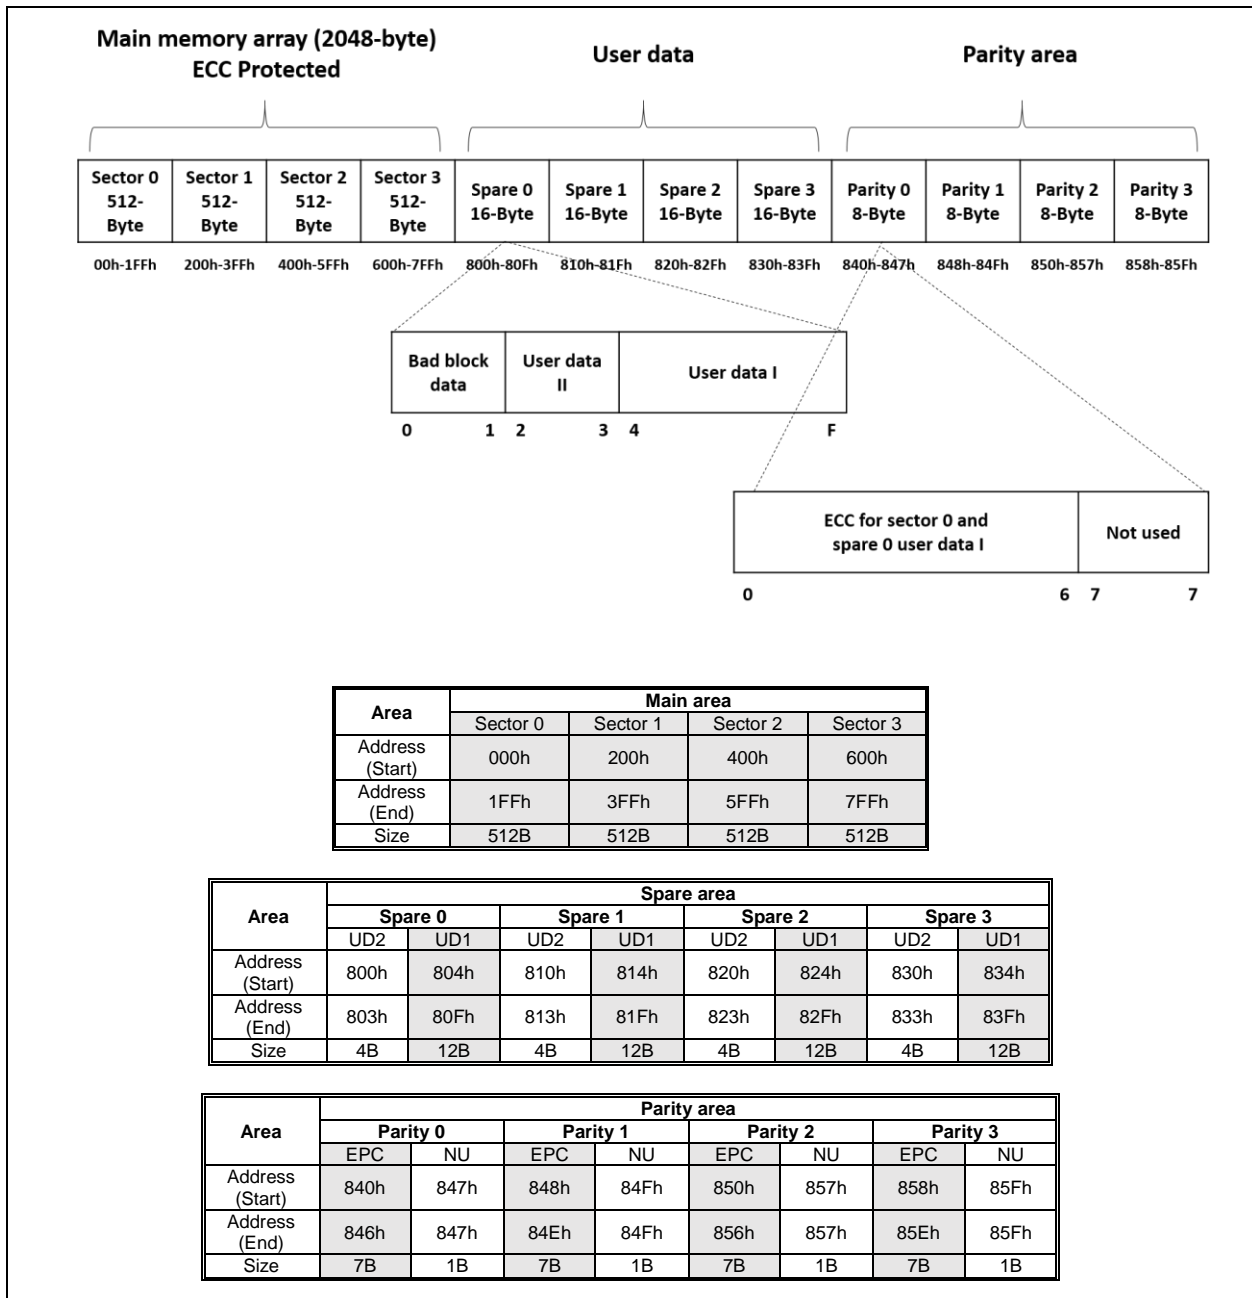 Main memory array (2048-byte)
ECC Protected
User data
Parity area
Sector 0
512-
Byte
Sector 1
512-
Byte
Sector 2
512-
Byte
Sector 3
512-
Byte
Spare 0
16-Byte
Spare 1
16-Byte
Spare 2
16-Byte
Spare 3
16-Byte
Parity 0
8-Byte
Parity 1
8-Byte
Parity 2
8-Byte
Parity 3
8-Byte
00h-1FFh 200h-3FFh 400h-5FFh 600h-7FFh 800h-80Fh 810h-81Fh 820h-82Fh 830h-83Fh 840h-847h 848h-84Fh 850h-857h 858h-85Fh
Bad block
data
User data
II
User data I
0 1 2 3 4 F
ECC for sector 0 and
spare 0 user data I
Not used
0 6 7 7
Area Main area
Sector 0 Sector 1 Sector 2 Sector 3
Address
(Start) 000h 200h 400h 600h
Address
(End) 1FFh 3FFh 5FFh 7FFh
Size 512B 512B 512B 512B
Area Spare area
Spare 0 Spare 1 Spare 2 Spare 3
UD2 UD1 UD2 UD1 UD2 UD1 UD2 UD1
Address
(Start) 800h 804h 810h 814h 820h 824h 830h 834h
Address
(End) 803h 80Fh 813h 81Fh 823h 82Fh 833h 83Fh
Size 4B 12B 4B 12B 4B 12B 4B 12B
Area Parity area
Parity 0 Parity 1 Parity 2 Parity 3
EPC NU EPC NU EPC NU EPC NU
Address
(Start) 840h 847h 848h 84Fh 850h 857h 858h 85Fh
Address
(End) 846h 847h 84Eh 84Fh 856h 857h 85Eh 85Fh
Size 7B 1B 7B 1B 7B 1B 7B 1B